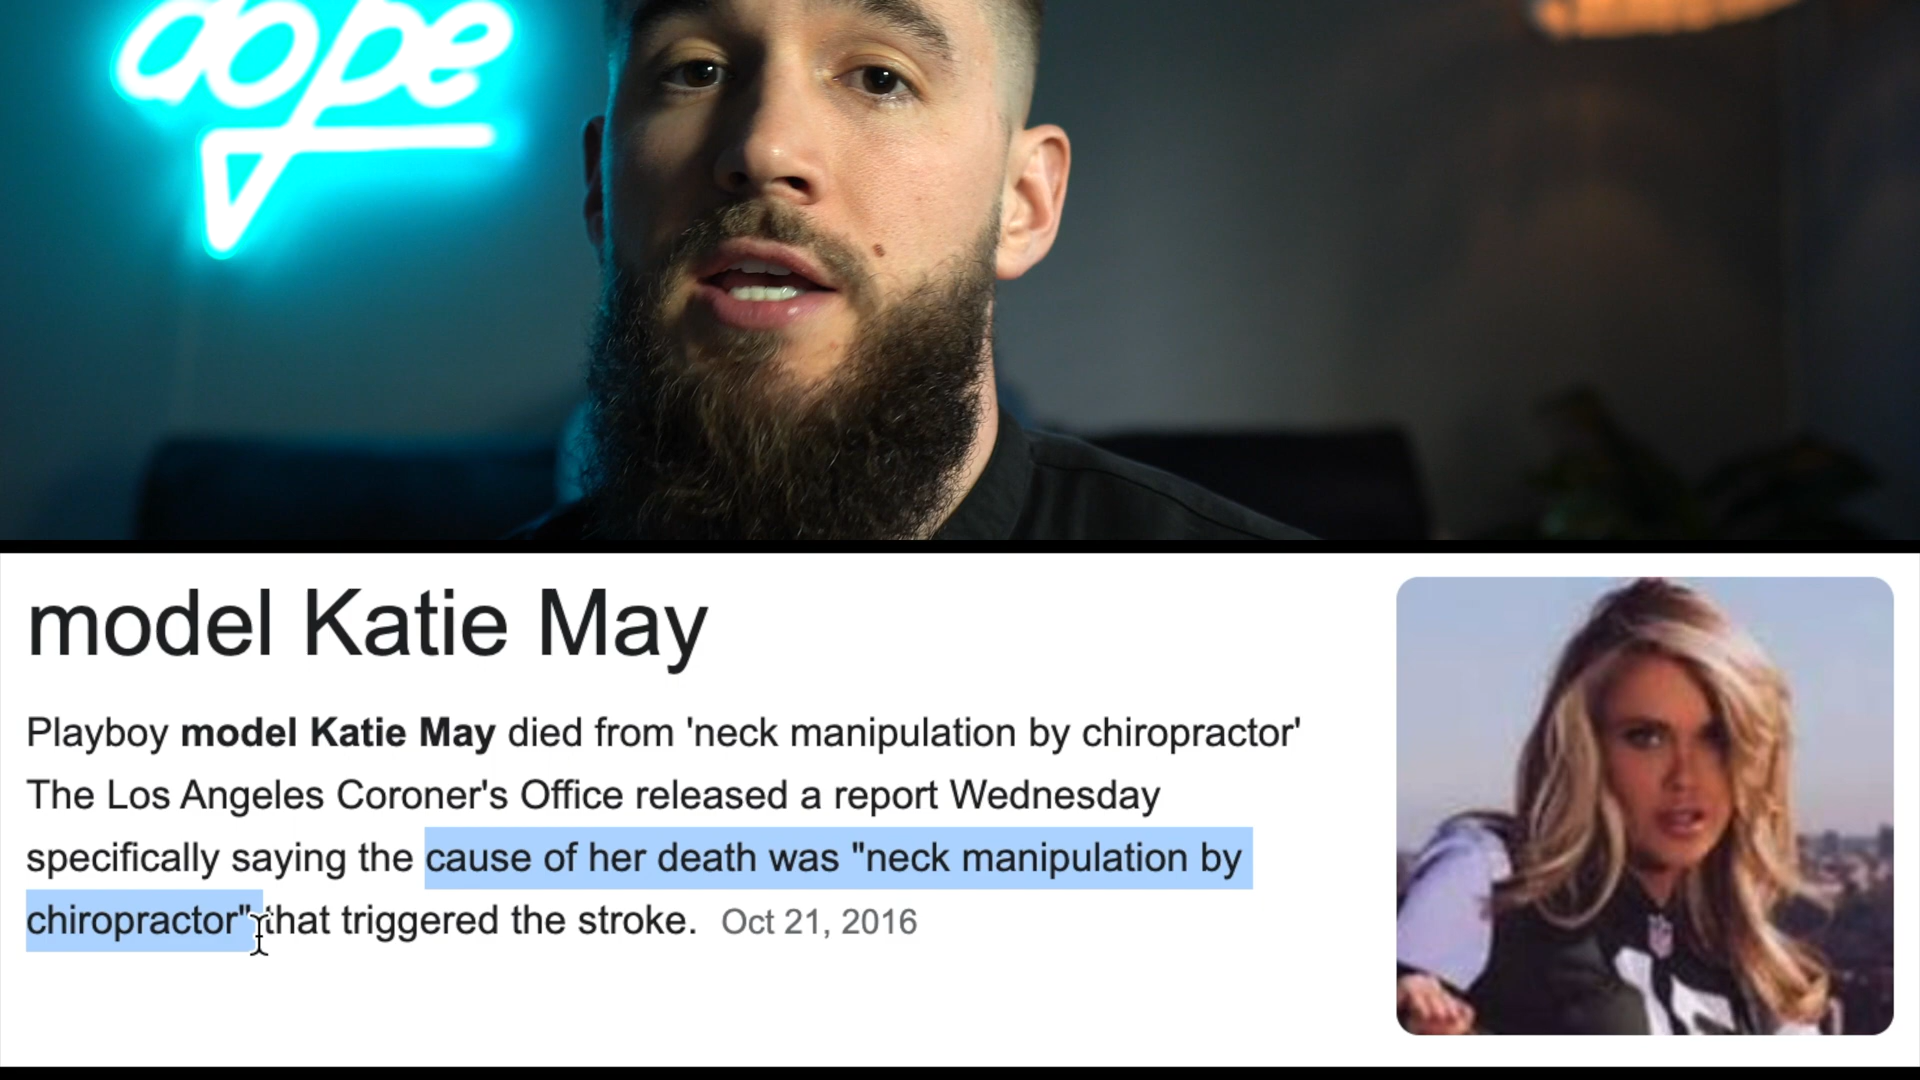 dope
model Katie May
Playboy model Katie May died from 'neck manipulation by chiropractor'
The Los Angeles Coroner's Office released a report Wednesday
specifically saying the cause of her death was "neck manipulation by
chiropractor" that triggered the stroke. Oct 21, 2016